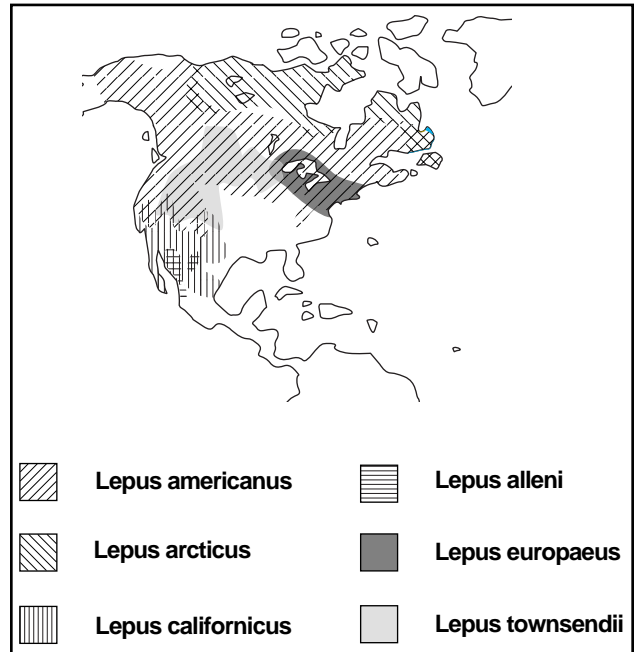 Lepus americanus
Lepus alleni
Lepus arcticus
Lepus europaeus
Lepus californicus
Lepus townsendii